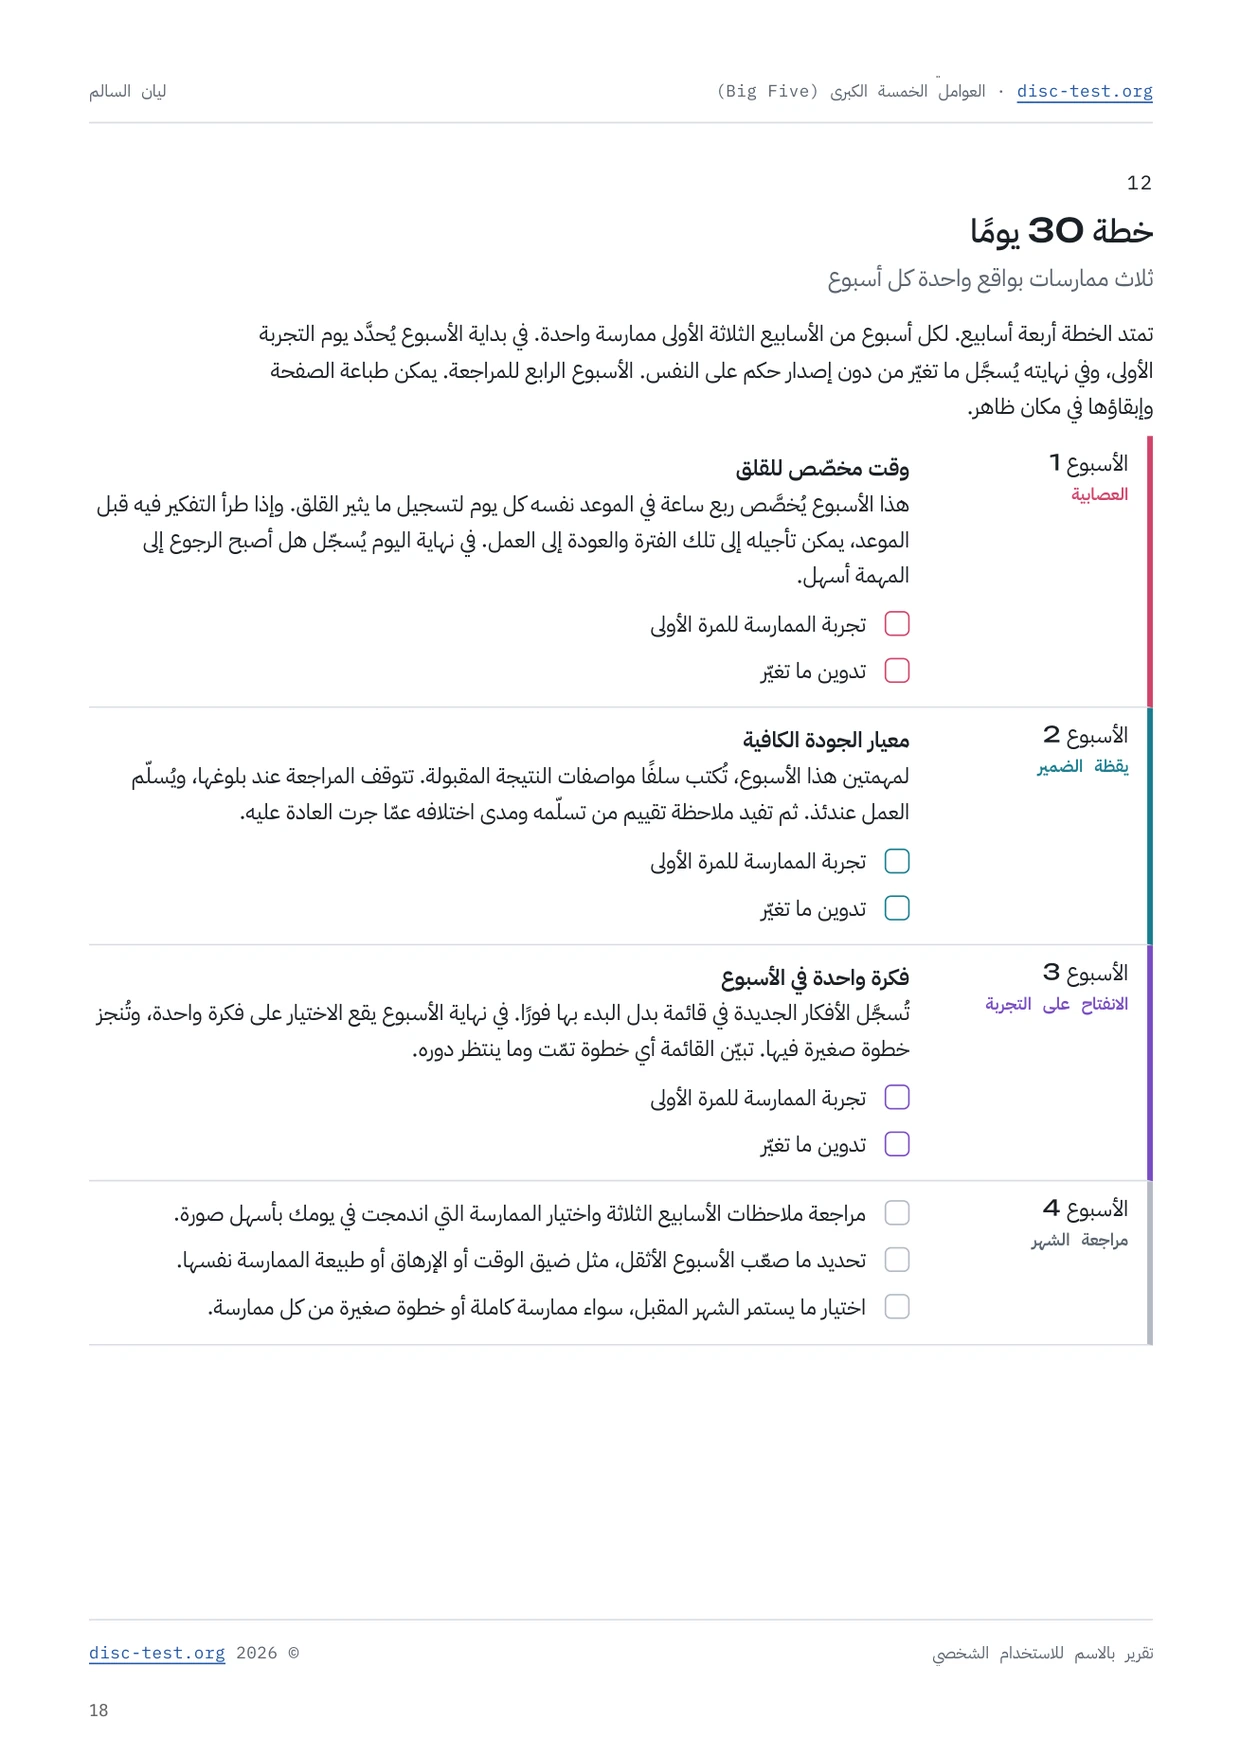 disc-test.org · العوامل الخمسة الكبرى (Big Five)
ليان السالم
12
خطة 30 يومًا
ثلاث ممارسات بواقع واحدة كل أسبوع
تمتد الخطة أربعة أسابيع. لكل أسبوع من الأسابيع الثلاثة الأولى ممارسة واحدة. في بداية الأسبوع يُحدَّد يوم التجربة
الأولى، وفي نهايته يُسجَّل ما تغيّر من دون إصدار حكم على النفس. الأسبوع الرابع للمراجعة. يمكن طباعة الصفحة
وإبقاؤها في مكان ظاهر.
الأسبوع 1
العصابية
وقت مخصّص للقلق
هذا الأسبوع يُخصَّص ربع ساعة في الموعد نفسه كل يوم لتسجيل ما يثير القلق. وإذا طرأ التفكير فيه قبل
الموعد، يمكن تأجيله إلى تلك الفترة والعودة إلى العمل. في نهاية اليوم يُسجّل هل أصبح الرجوع إلى
المهمة أسهل.
تجربة الممارسة للمرة الأولى
تدوين ما تغيّر
الأسبوع 2
يقظة الضمير
معيار الجودة الكافية
لمهمتين هذا الأسبوع، تُكتب سلفًا مواصفات النتيجة المقبولة. تتوقف المراجعة عند بلوغها، ويُسلّم
العمل عندئذ. ثم تفيد ملاحظة تقييم من تسلّمه ومدى اختلافه عمّا جرت العادة عليه.
تجربة الممارسة للمرة الأولى
تدوين ما تغيّر
الأسبوع 3
الانفتاح على التجربة
فكرة واحدة في الأسبوع
تُسجَّل الأفكار الجديدة في قائمة بدل البدء بها فورًا. في نهاية الأسبوع يقع الاختيار على فكرة واحدة، وتُنجز
خطوة صغيرة فيها. تبيّن القائمة أي خطوة تمّت وما ينتظر دوره.
تجربة الممارسة للمرة الأولى
تدوين ما تغيّر
الأسبوع 4
مراجعة الشهر
مراجعة ملاحظات الأسابيع الثلاثة واختيار الممارسة التي اندمجت في يومك بأسهل صورة.
تحديد ما صعّب الأسبوع الأثقل، مثل ضيق الوقت أو الإرهاق أو طبيعة الممارسة نفسها.
اختيار ما يستمر الشهر المقبل، سواء ممارسة كاملة أو خطوة صغيرة من كل ممارسة.
تقرير بالاسم للاستخدام الشخصي
© 2026 disc-test.org
18